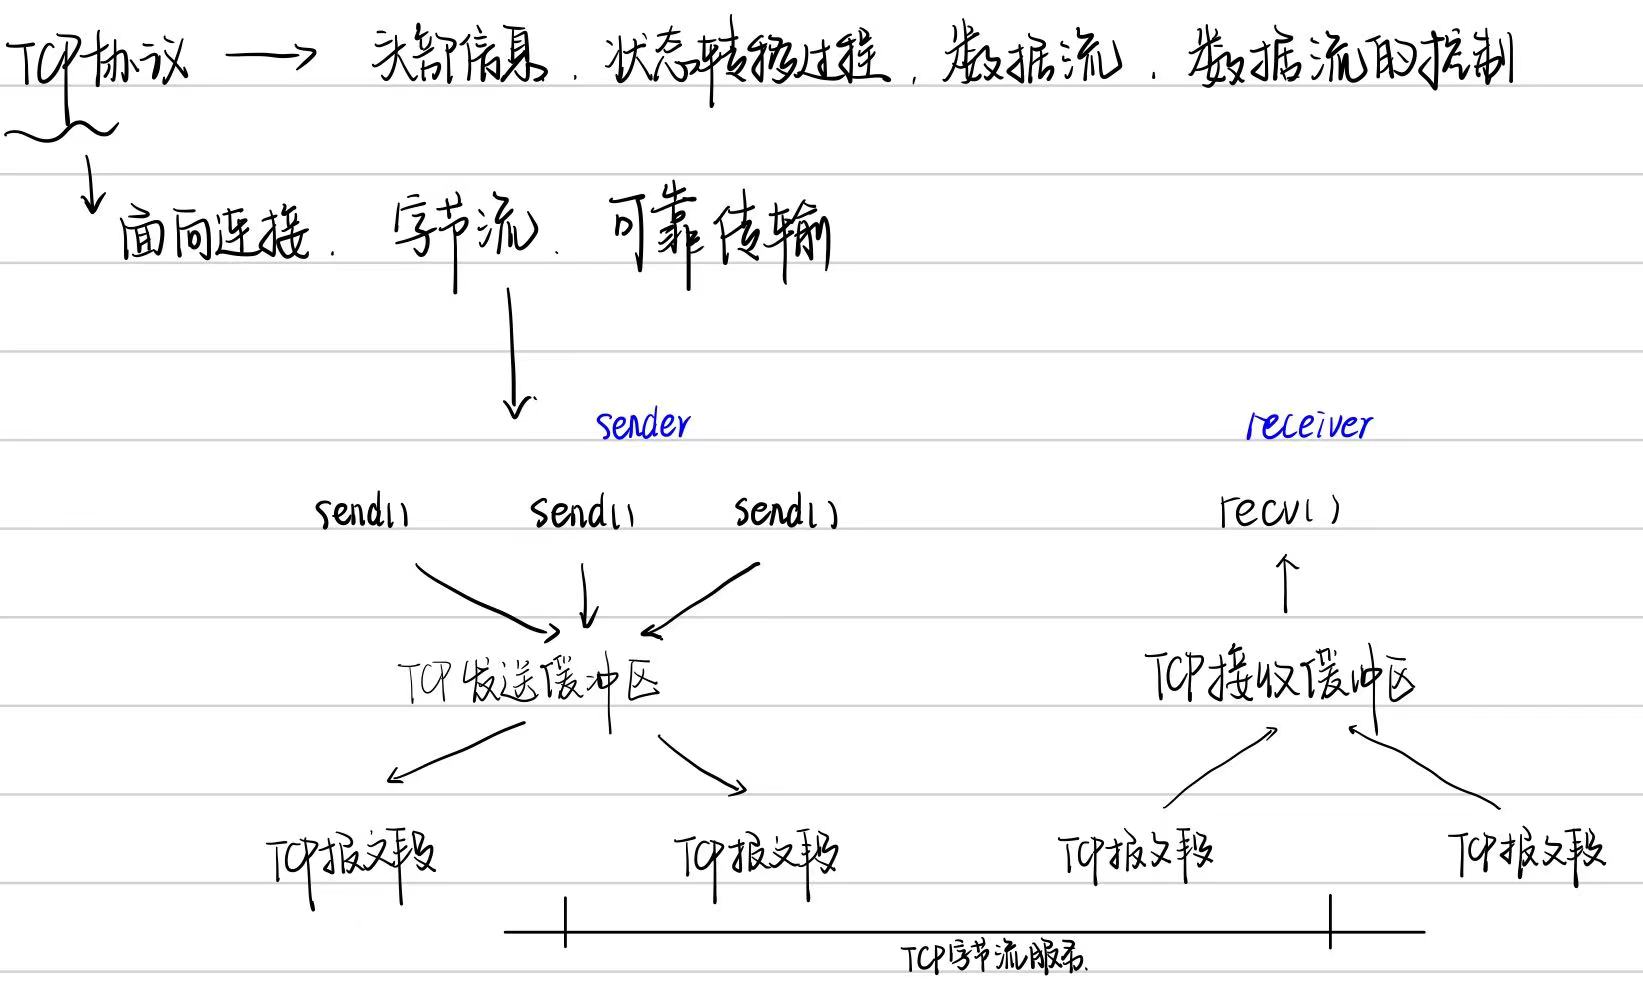 TCP协议 → 头部信息, 状态转移过程, 数据流, 数据流的控制
面向连接. 字节流. 可靠传输
sender receiver
send() send() send() recv()
TCP发送缓冲区 TCP接收缓冲区
TCP报文段 TCP报文段 TCP报文段 TCP报文段
TCP字节流服务.